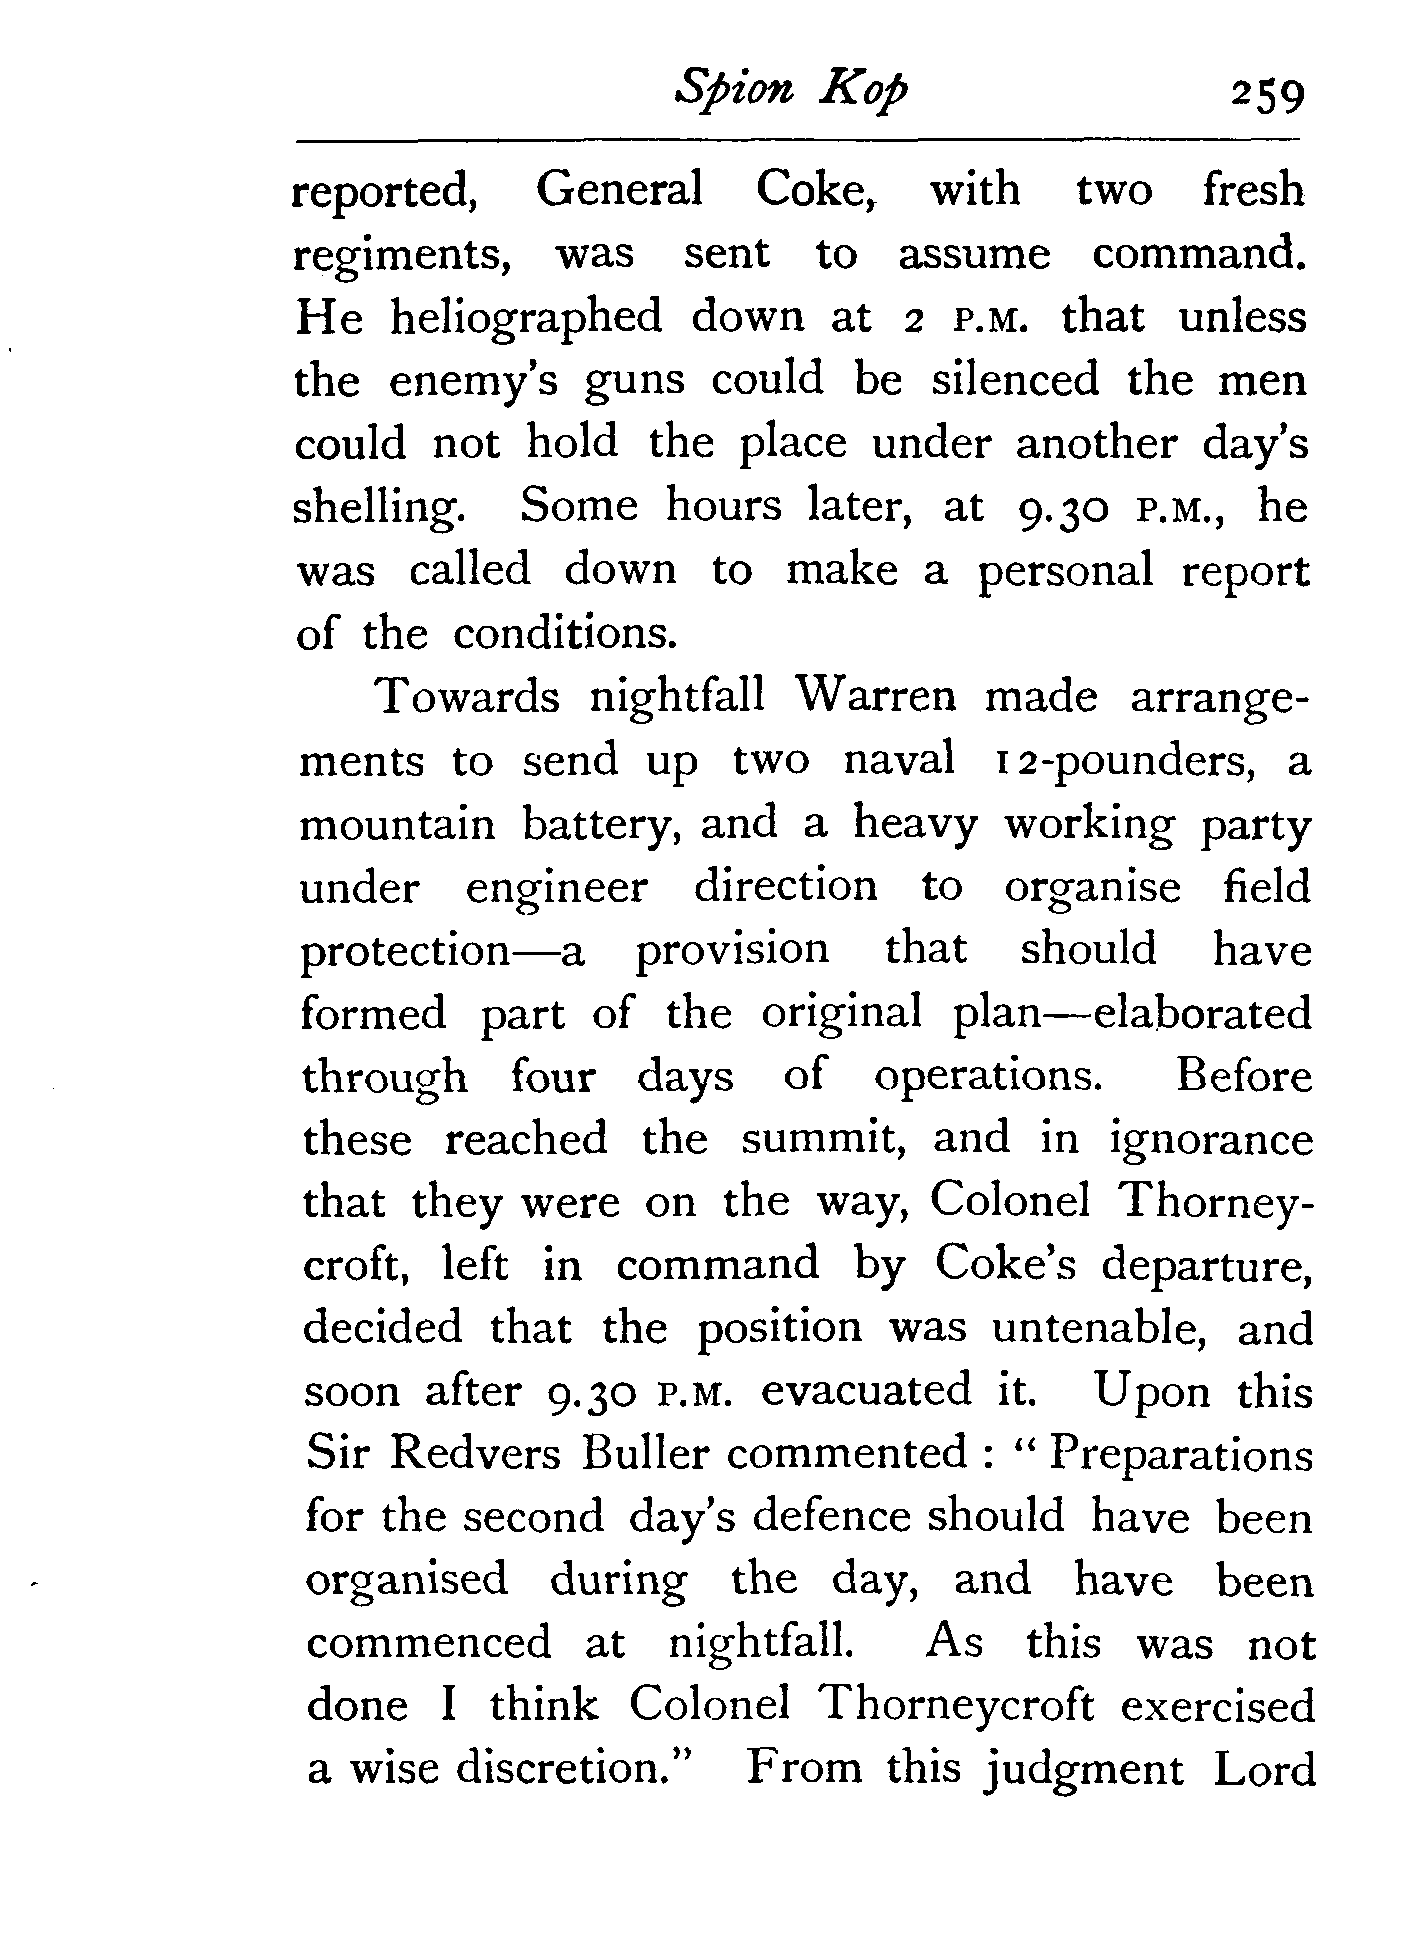 Spion Kop 259
reported, General Coke, with two fresh
regiments, was sent to assume command.
He heliographed down at 2 P.M. that unless
the enemy's guns could be silenced the men
could not hold the place under another day's
shelling. Some hours later, at 9.30 P.M., he
was called down to make a personal report
of the conditions.
Towards nightfall Warren made arrange-
ments to send up two naval 12-pounders, a
mountain battery, and a heavy working party
under engineer direction to organise field
protection—a provision that should have
formed part of the original plan—elaborated
through four days of operations. Before
these reached the summit, and in ignorance
that they were on the way, Colonel Thorney-
croft, left in command by Coke's departure,
decided that the position was untenable, and
soon after 9.30 P.M. evacuated it. Upon this
Sir Redvers Buller commented : “ Preparations
for the second day's defence should have been
organised during the day, and have been
commenced at nightfall. As this was not
done I think Colonel Thorneycroft exercised
a wise discretion.” From this judgment Lord